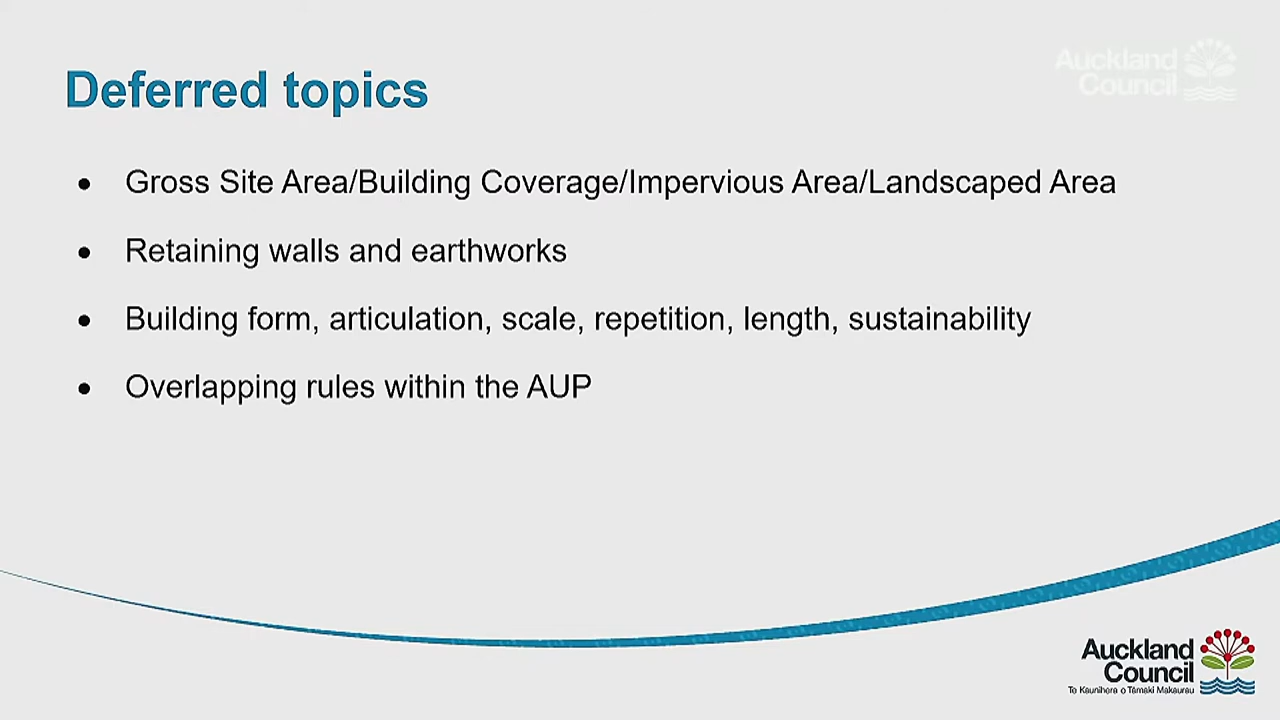 Deferred topics
Auckland
Council
• Gross Site Area/Building Coverage/Impervious Area/Landscaped Area
• Retaining walls and earthworks
• Building form, articulation, scale, repetition, length, sustainability
• Overlapping rules within the AUP
Auckland
Council
Te Kaunihera o Tāmaki Makaurau